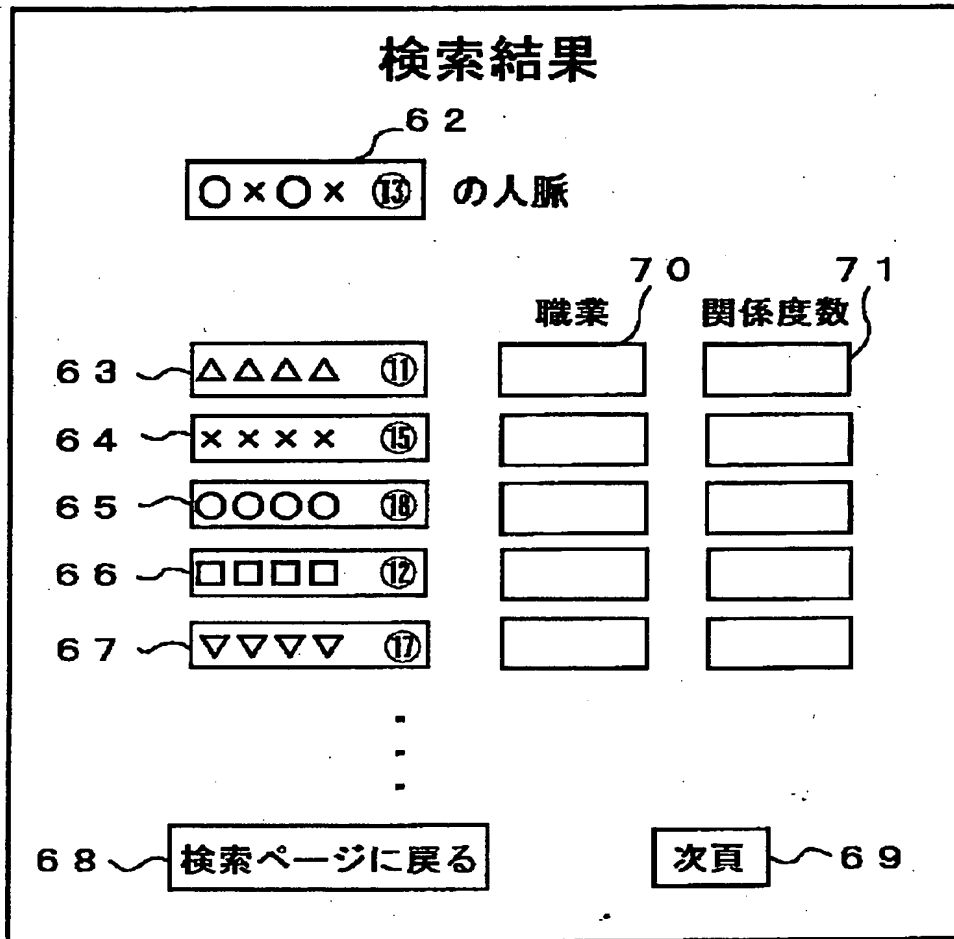 検索結果
62
○×○× ⑬ の人脈
70 71
職業 関係度数
63 △△△△ ⑪
64 ×××× ⑮
65 ○○○○ ⑱
66 □□□□ ⑫
67 ▽▽▽▽ ⑰
68 検索ページに戻る 次頁 69